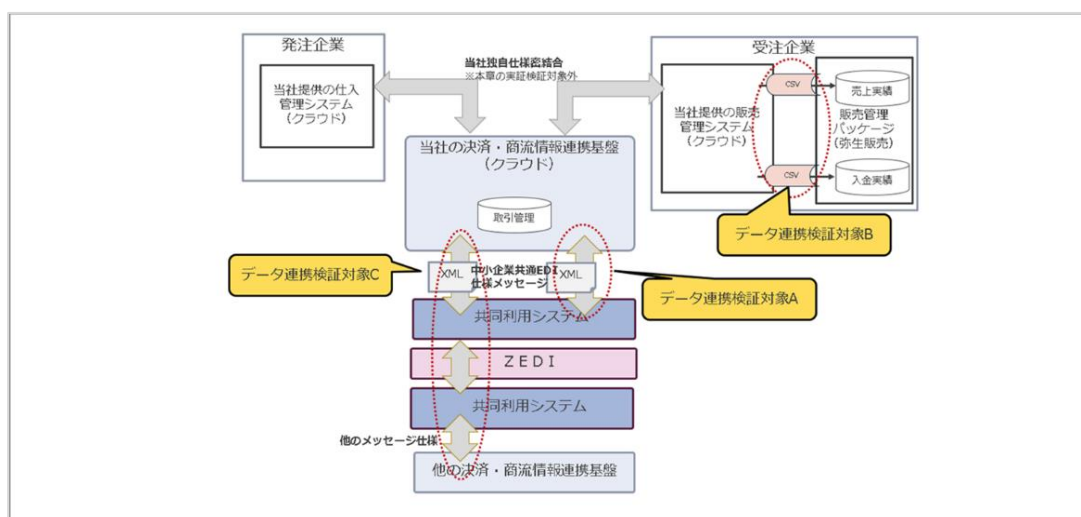 発注企業
当社提供の仕入
管理システム
(クラウド)
当社独自仕様密結合
※本章の実証検証対象外
受注企業
当社提供の販売
管理システム
(クラウド)
CSV
CSV
売上実績
販売管理
パッケージ
(弥生販売)
入金実績
当社の決済・商流情報連携基盤
(クラウド)
取引管理
データ連携検証対象B
データ連携検証対象C
XML
中小企業共通EDI
仕様メッセージ
XML
データ連携検証対象A
共同利用システム
ZEDI
共同利用システム
他のメッセージ仕様
他の決済・商流情報連携基盤